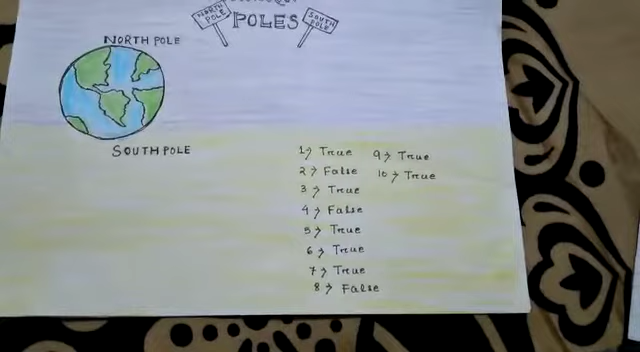 NORTH POLE
SOUTH POLE
POLES
NORTH POLE
SOUTH POLE
1) True
2) False
3) True
4) False
5) True
6) True
7) True
8) False
9) True
10) True